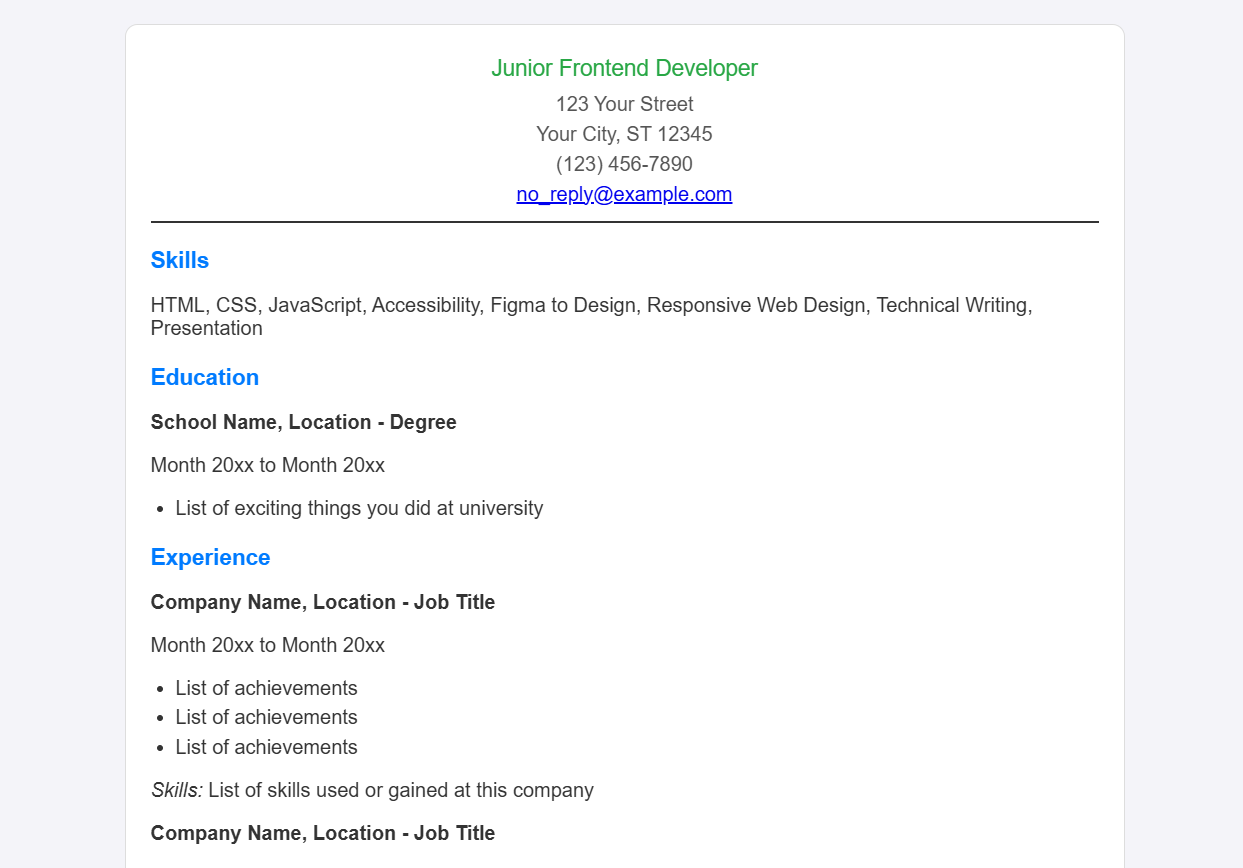 Junior Frontend Developer
123 Your Street
Your City, ST 12345
(123) 456-7890
no_reply@example.com
Skills
HTML, CSS, JavaScript, Accessibility, Figma to Design, Responsive Web Design, Technical Writing,
Presentation
Education
School Name, Location - Degree
Month 20xx to Month 20xx
• List of exciting things you did at university
Experience
Company Name, Location - Job Title
Month 20xx to Month 20xx
• List of achievements
• List of achievements
• List of achievements
Skills: List of skills used or gained at this company
Company Name, Location - Job Title